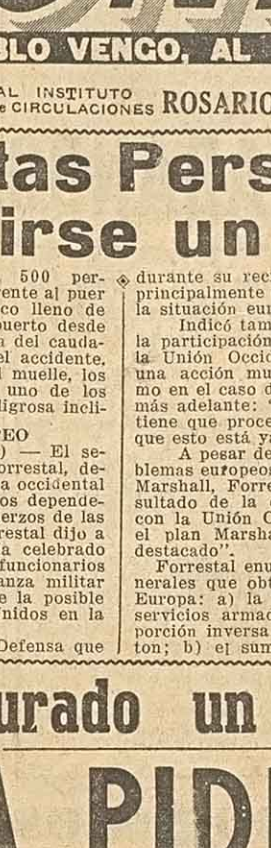 BLO VENGO, AL
AL INSTITUTO
e CIRCULACIONES
ROSARIO
tas Pers
irse un
500 per-
rente al puer
co lleno de
puerto desde
a del cauda-
el accidente.
l muelle, los
uno de los
ligrosa incli-
EO
) — El se-
orrestal, de-
a occidental
os depende-
erzos de las
restal dijo a
a celebrado
funcionarios
anza militar
e la posible
nidos en la
Defensa que
durante su reci
principalmente
la situación eur
Indicó tam
la participación
la Unión Occid
una acción mu
mo en el caso d
más adelante: "
tiene que proce
que esto está ya
A pesar de
blemas europeo
Marshall, Forre
sultado de la
con la Unión O
el plan Marsha
destacado".
Forrestal enu
nerales que obt
Europa: a) la
servicios armad
porción inversa
ton; b) el sum
urado un
A PIDI